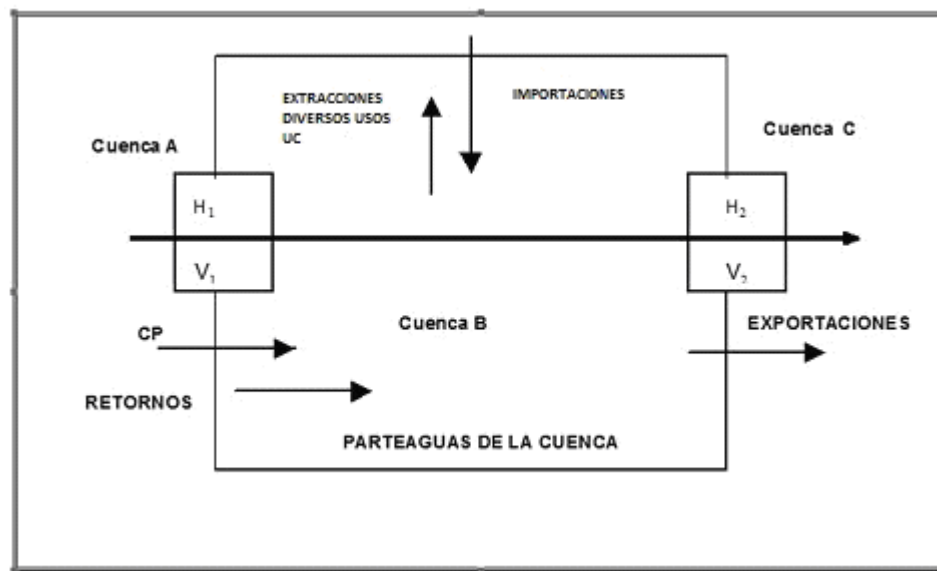 EXTRACCIONES
DIVERSOS USOS
UC
IMPORTACIONES
Cuenca A
Cuenca C
H₁
H₂
V₁
V₂
CP
Cuenca B
EXPORTACIONES
RETORNOS
PARTEAGUAS DE LA CUENCA